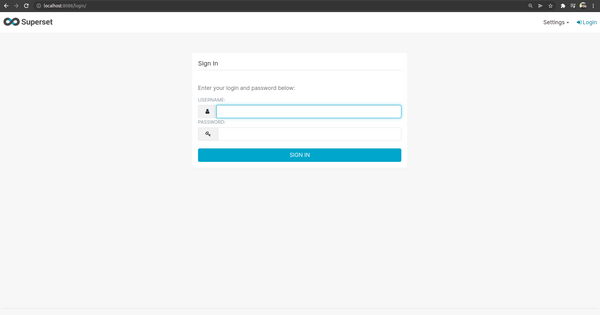 localhost:8088/login/
Superset
Settings
Login
Sign In
Enter your login and password below:
USERNAME:
PASSWORD:
SIGN IN